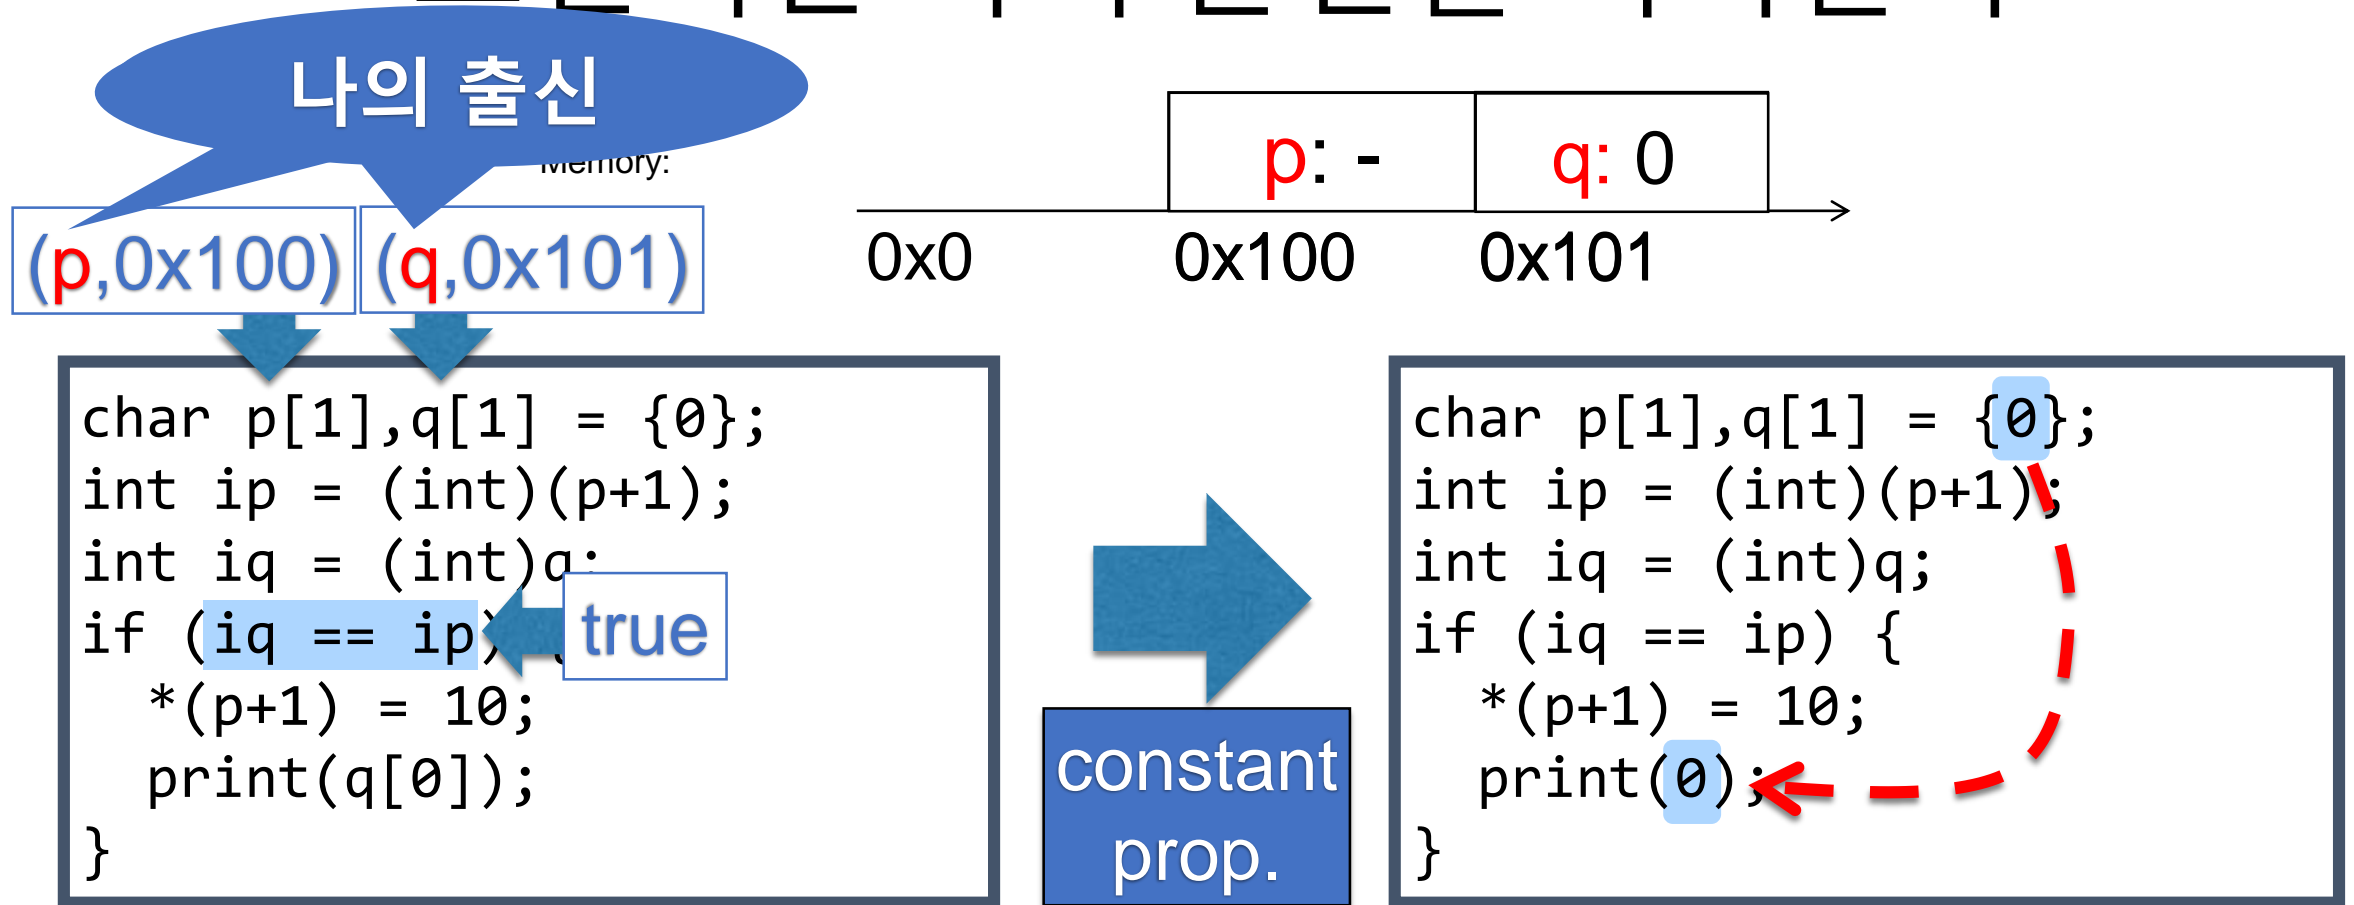 나의 출신
Memory:
p: -
q: 0
(p,0x100)
(q,0x101)
0x0
0x100
0x101
char p[1],q[1] = {0};
int ip = (int)(p+1);
int iq = (int)q;
if (iq == ip) {
true
*(p+1) = 10;
print(q[0]);
}
constant
prop.
char p[1],q[1] = {0};
int ip = (int)(p+1);
int iq = (int)q;
if (iq == ip) {
*(p+1) = 10;
print(0);
}